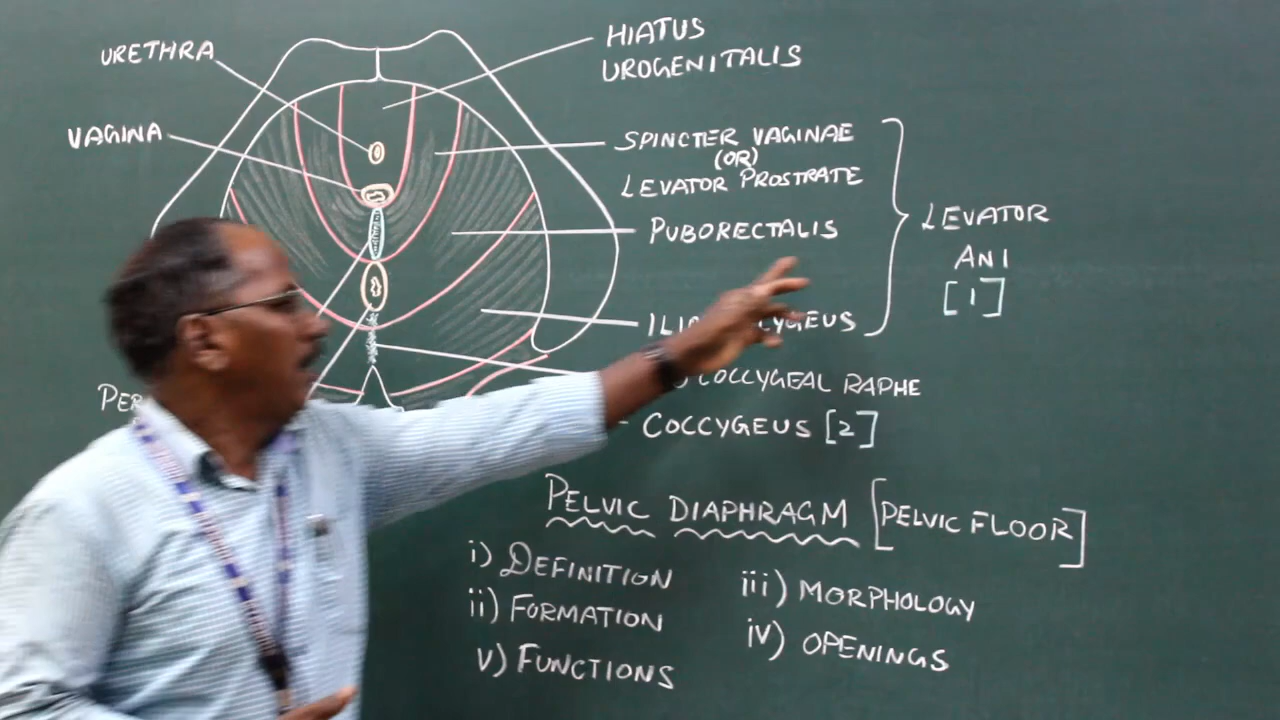 URETHRA
HIATUS
UROGENITALIS
VAGINA
SPINCTER VAGINAE
(OR)
LEVATOR PROSTRATE
PUBORECTALIS
LEVATOR
ANI
[1]
COCCYGEAL RAPHE
COCCYGEUS [2]
PELVIC DIAPHRAGM [PELVIC FLOOR]
i) DEFINITION
ii) FORMATION
v) FUNCTIONS
iii) MORPHOLOGY
iv) OPENINGS